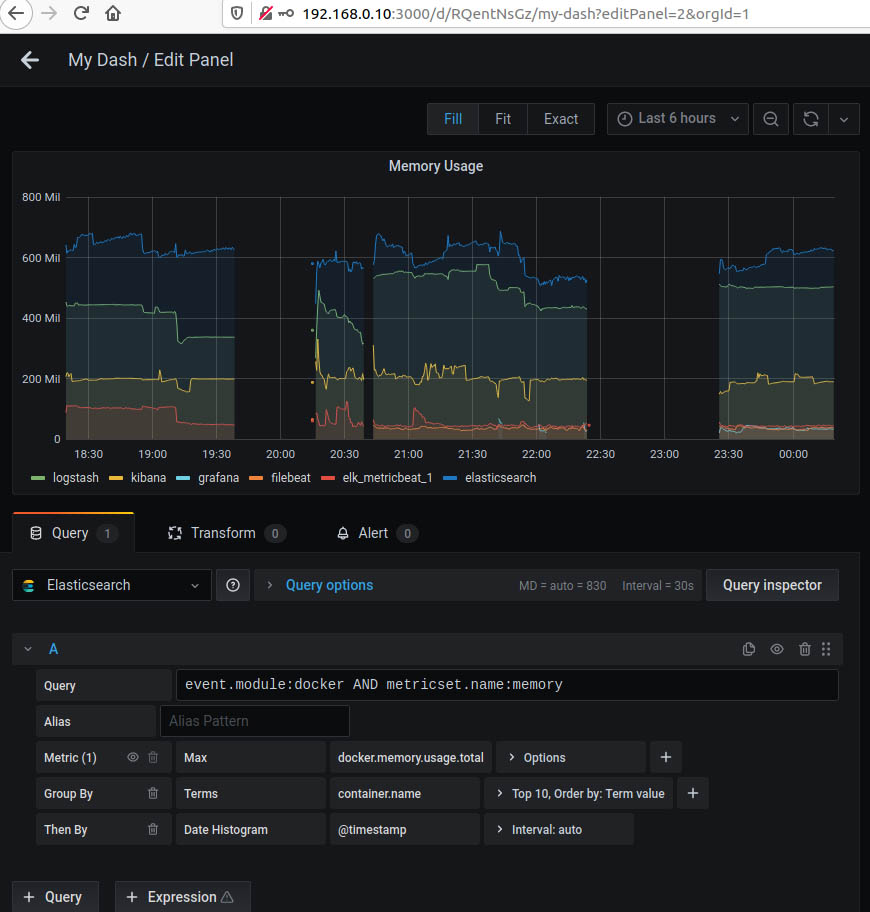 192.168.0.10:3000/d/RQentNsGz/my-dash?editPanel=2&orgId=1
My Dash / Edit Panel
Fill Fit Exact Last 6 hours
Memory Usage
800 Mil
600 Mil
400 Mil
200 Mil
0
18:30 19:00 19:30 20:00 20:30 21:00 21:30 22:00 22:30 23:00 23:30 00:00
logstash kibana grafana filebeat elk_metricbeat_1 elasticsearch
Query 1 Transform 0 Alert 0
Elasticsearch Query options MD = auto = 830 Interval = 30s Query inspector
A
Query event.module:docker AND metricset.name:memory
Alias Alias Pattern
Metric (1) Max docker.memory.usage.total Options +
Group By Terms container.name Top 10, Order by: Term value +
Then By Date Histogram @timestamp Interval: auto
+ Query + Expression